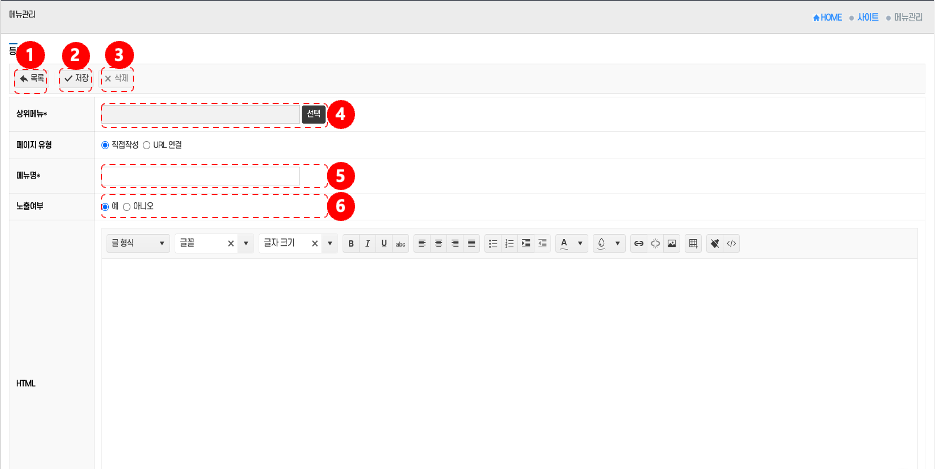 메뉴관리
HOME 사이트 메뉴관리
등
1 2 3
목록 저장 삭제
상위메뉴* 선택 4
페이지 유형 직접작성 URL 연결
메뉴명* 5
노출여부 예 아니오 6
글 형식 글꼴 글자 크기 B I U abc A
HTML